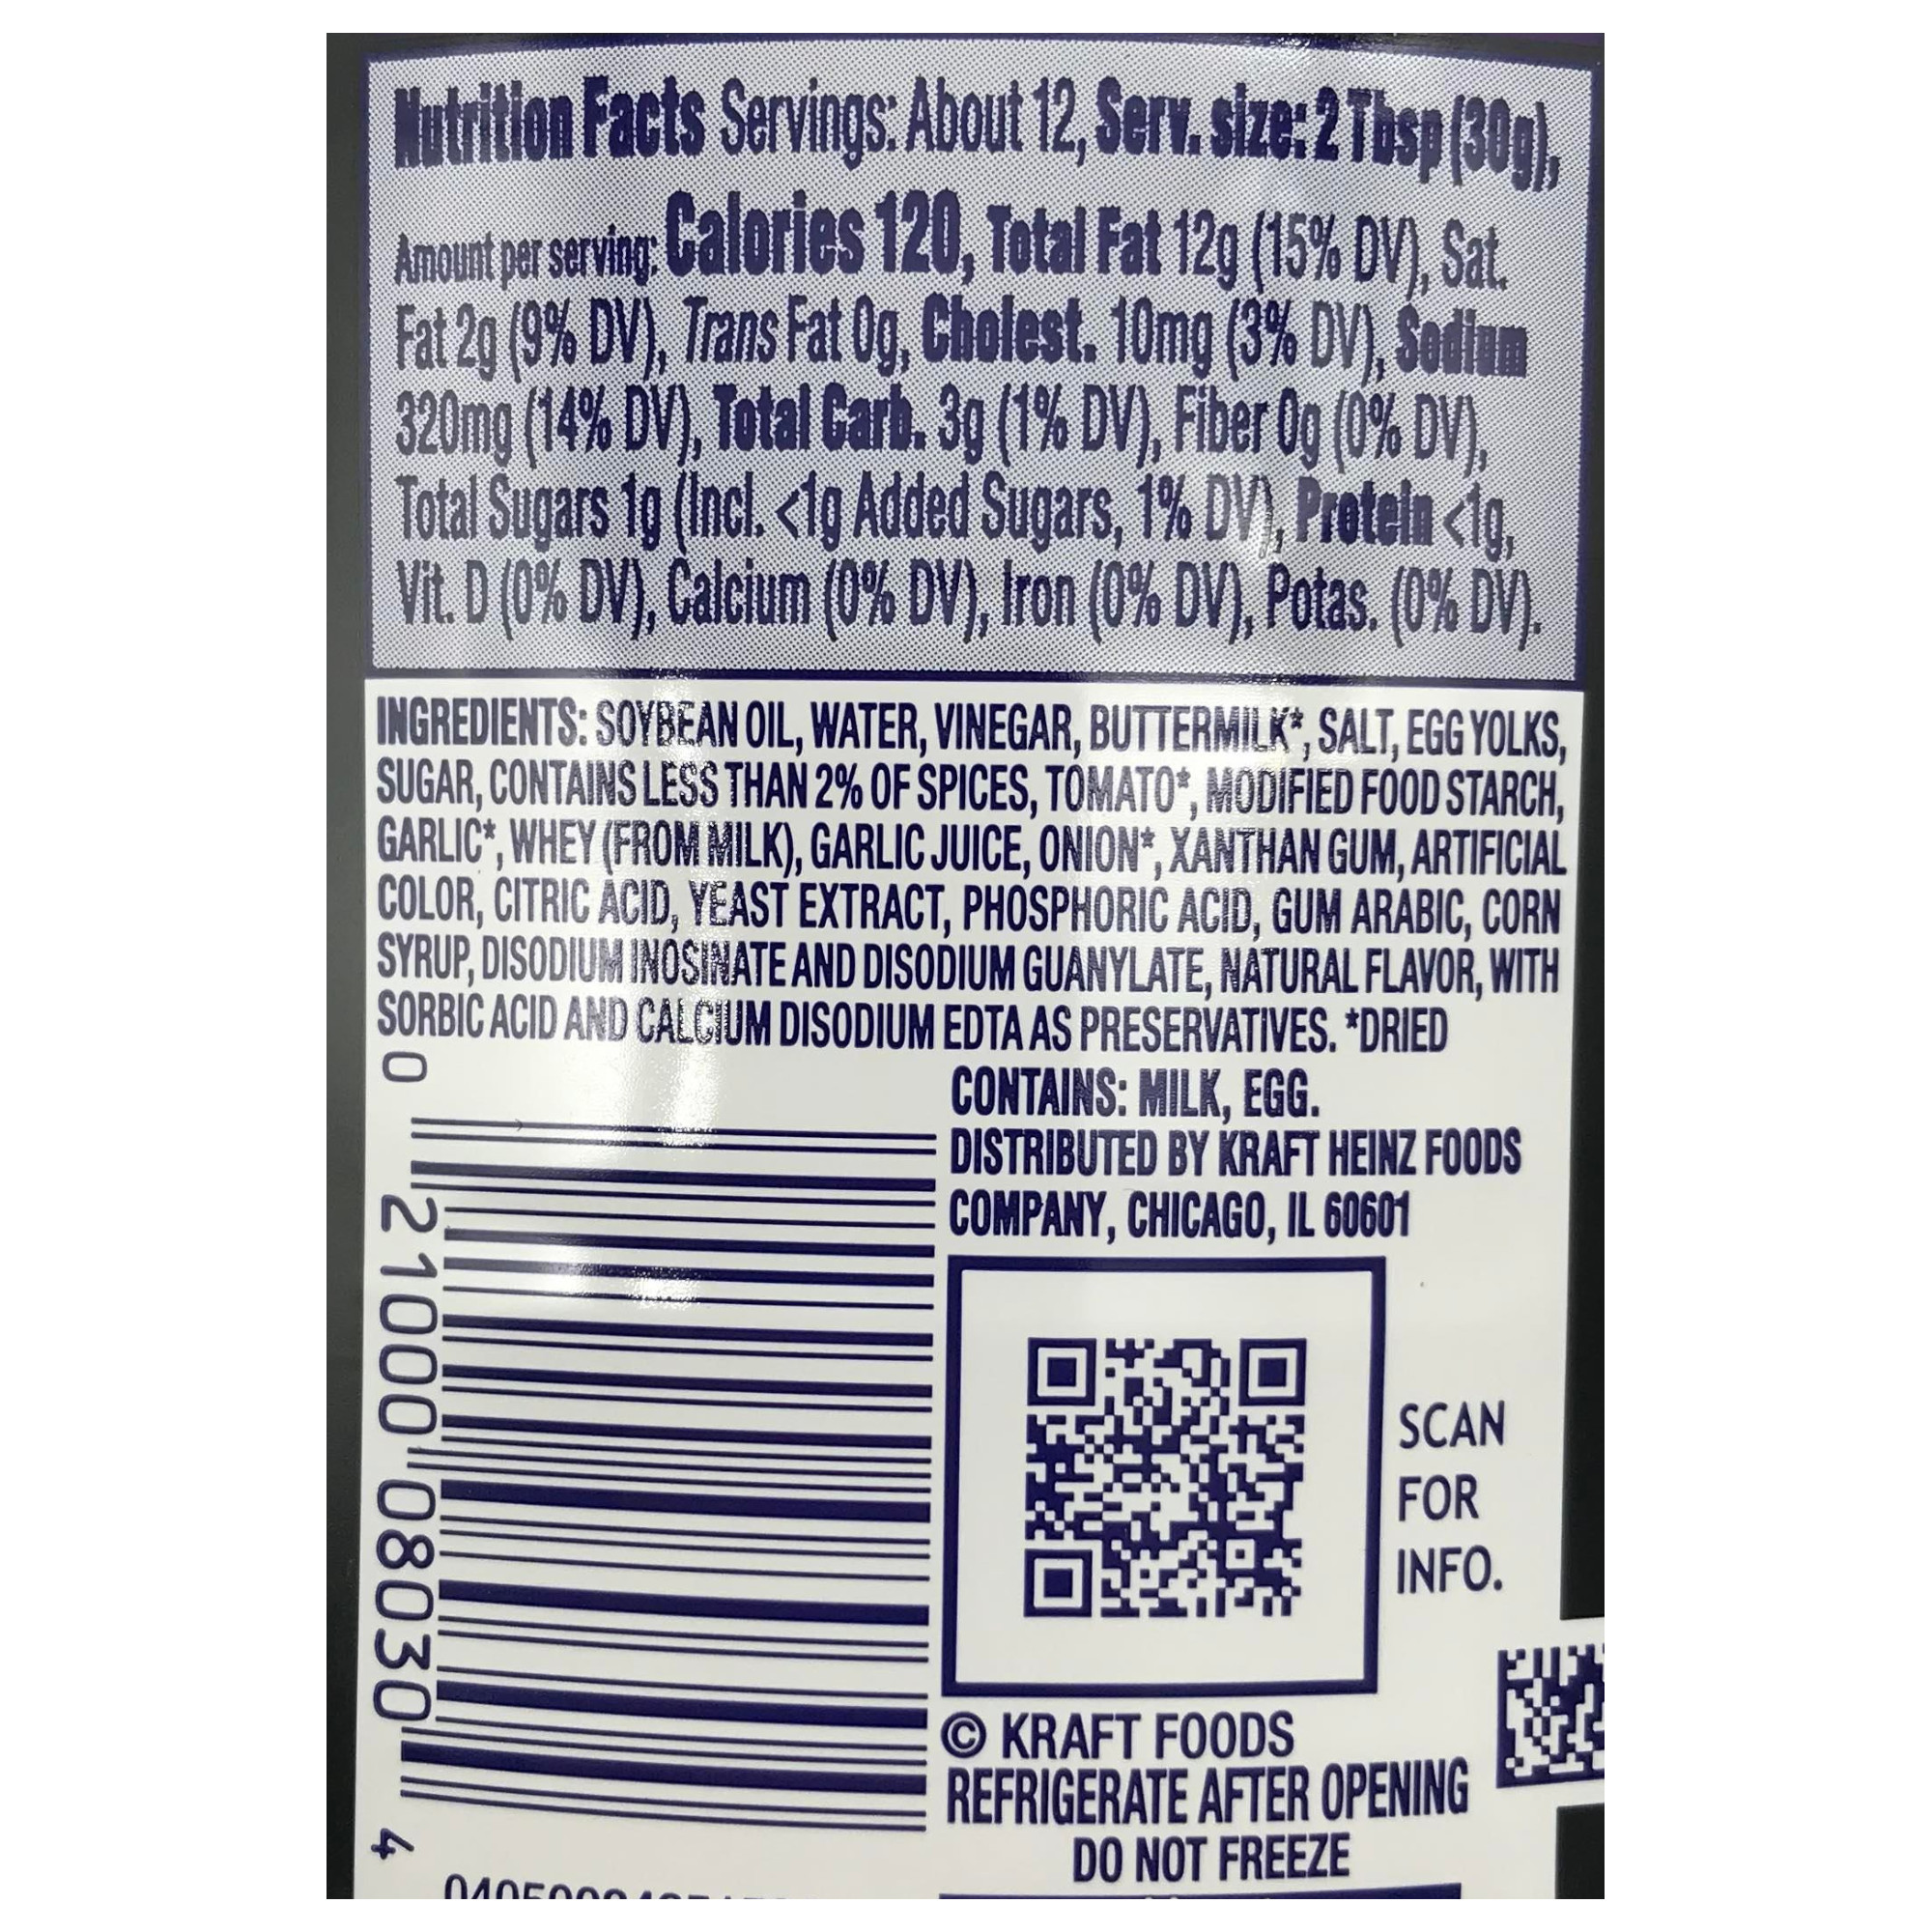 Nutrition Facts Servings: About 12, Serv. size: 2 Tbsp (30g),
Amount per serving: Calories 120, Total Fat 12g (15% DV), Sat.
Fat 2g (9% DV), Trans Fat 0g, Cholest. 10mg (3% DV), Sodium
320mg (14% DV), Total Carb. 3g (1% DV), Fiber 0g (0% DV),
Total Sugars 1g (Incl. <1g Added Sugars, 1% DV), Protein <1g,
Vit. D (0% DV), Calcium (0% DV), Iron (0% DV), Potas. (0% DV).
INGREDIENTS: SOYBEAN OIL, WATER, VINEGAR, BUTTERMILK*, SALT, EGG YOLKS,
SUGAR, CONTAINS LESS THAN 2% OF SPICES, TOMATO*, MODIFIED FOOD STARCH,
GARLIC*, WHEY (FROM MILK), GARLIC JUICE, ONION*, XANTHAN GUM, ARTIFICIAL
COLOR, CITRIC ACID, YEAST EXTRACT, PHOSPHORIC ACID, GUM ARABIC, CORN
SYRUP, DISODIUM INOSINATE AND DISODIUM GUANYLATE, NATURAL FLAVOR, WITH
SORBIC ACID AND CALCIUM DISODIUM EDTA AS PRESERVATIVES. *DRIED
CONTAINS: MILK, EGG.
DISTRIBUTED BY KRAFT HEINZ FOODS
COMPANY, CHICAGO, IL 60601
0 21000 08030 4
SCAN
FOR
INFO.
© KRAFT FOODS
REFRIGERATE AFTER OPENING
DO NOT FREEZE